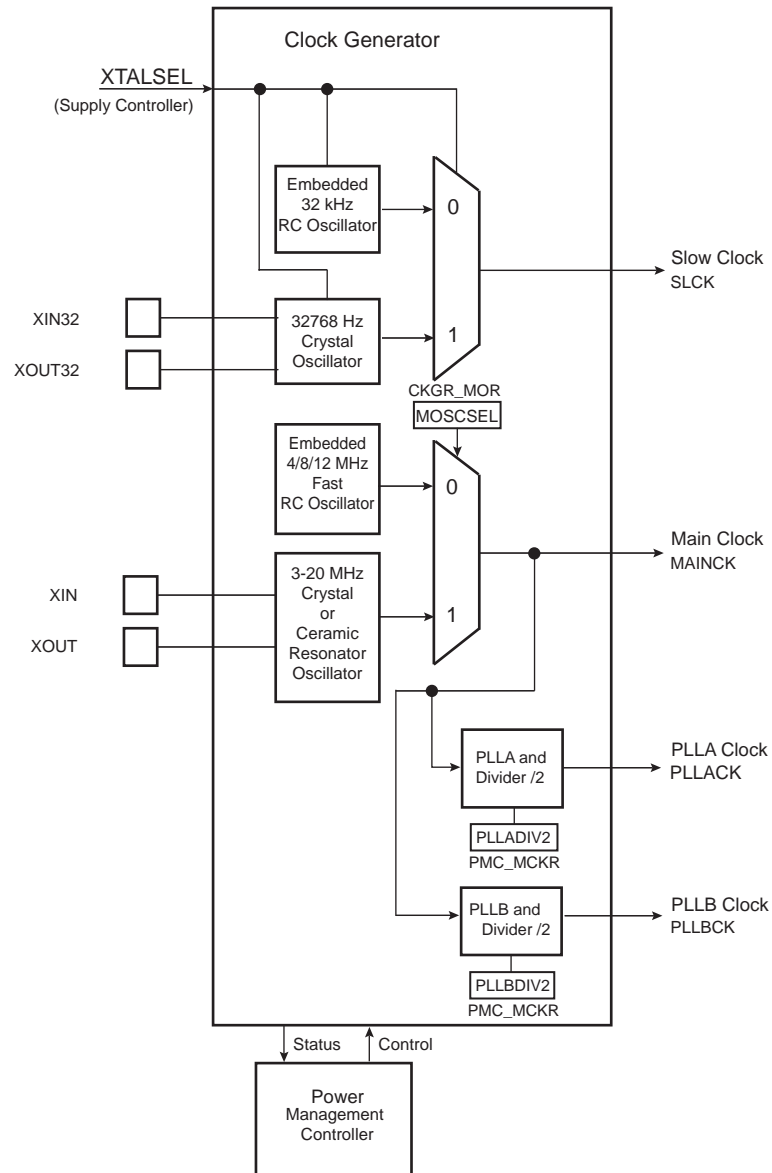 Clock Generator
XTALSEL
(Supply Controller)
Embedded
32 kHz
RC Oscillator
0
Slow Clock
SLCK
XIN32
32768 Hz
Crystal
Oscillator
1
XOUT32
CKGR_MOR
MOSCSEL
Embedded
4/8/12 MHz
Fast
RC Oscillator
0
Main Clock
MAINCK
XIN
3-20 MHz
Crystal
or
Ceramic
Resonator
Oscillator
1
XOUT
PLLA and
Divider /2
PLLA Clock
PLLACK
PLLADIV2
PMC_MCKR
PLLB and
Divider /2
PLLB Clock
PLLBCK
PLLBDIV2
PMC_MCKR
Status
Control
Power
Management
Controller